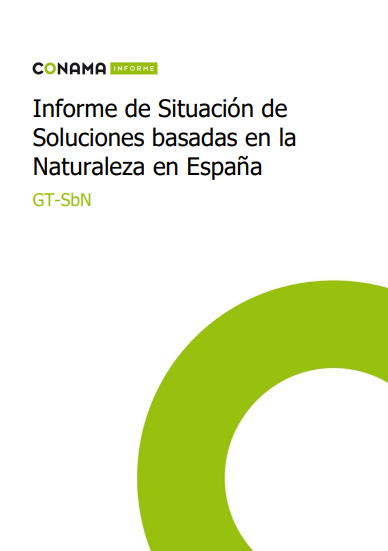 CONAMA INFORME
Informe de Situación de
Soluciones basadas en la
Naturaleza en España
GT-SbN